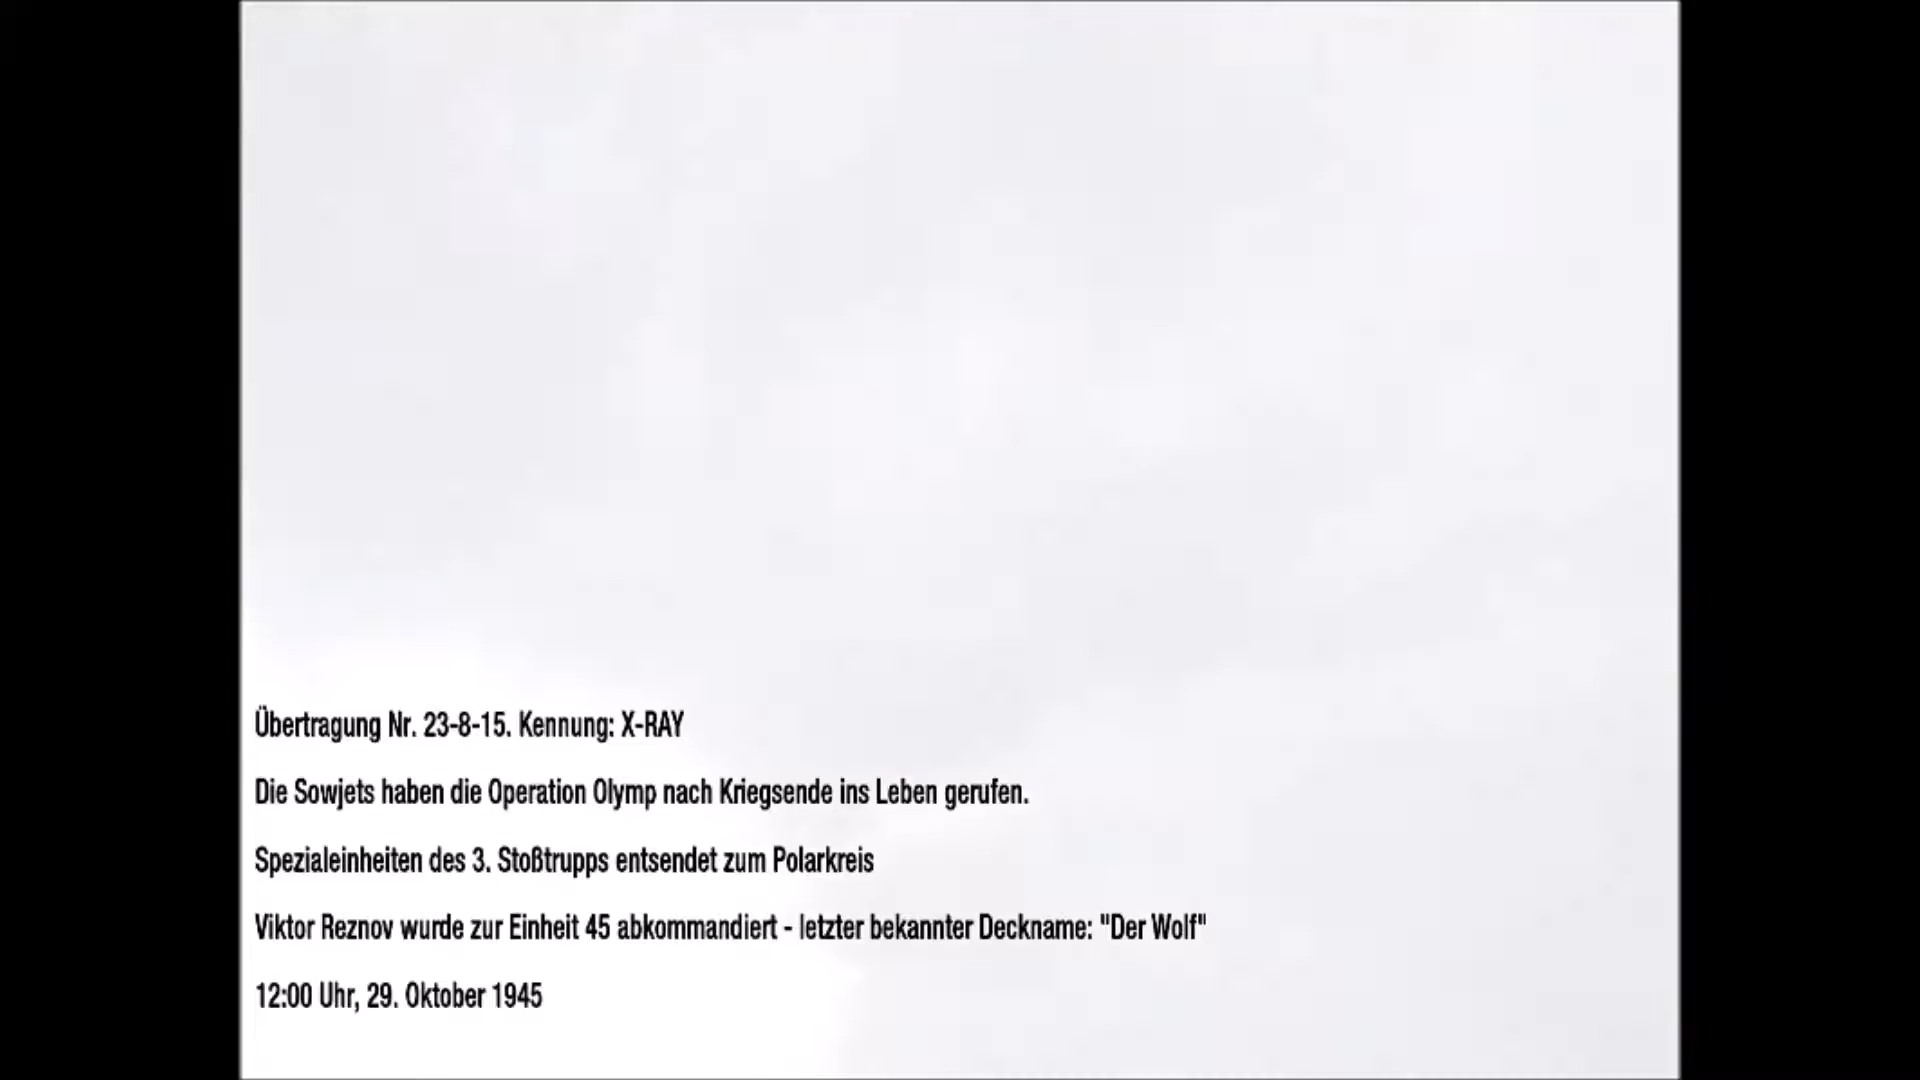 Übertragung Nr. 23-8-15. Kennung: X-RAY
Die Sowjets haben die Operation Olymp nach Kriegsende ins Leben gerufen.
Spezialeinheiten des 3. Stoßtrupps entsendet zum Polarkreis
Viktor Reznov wurde zur Einheit 45 abkommandiert - letzter bekannter Deckname: "Der Wolf"
12:00 Uhr, 29. Oktober 1945